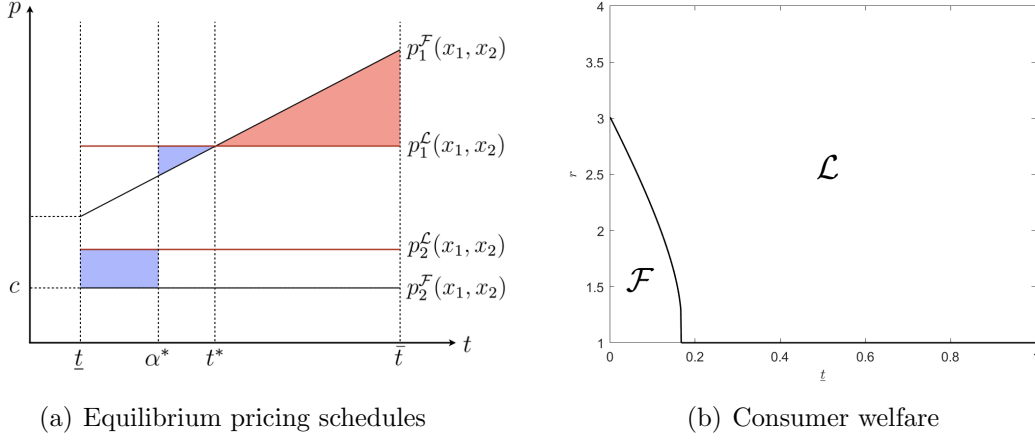 p
p_1^ℱ(x_1, x_2)
p_1^ℒ(x_1, x_2)
p_2^ℒ(x_1, x_2)
c
p_2^ℱ(x_1, x_2)
t
t̲
α*
t*
t̄
(a) Equilibrium pricing schedules
4
3.5
3
2.5
r
2
1.5
1
ℒ
ℱ
0
0.2
0.4
0.6
0.8
1
t̲
(b) Consumer welfare